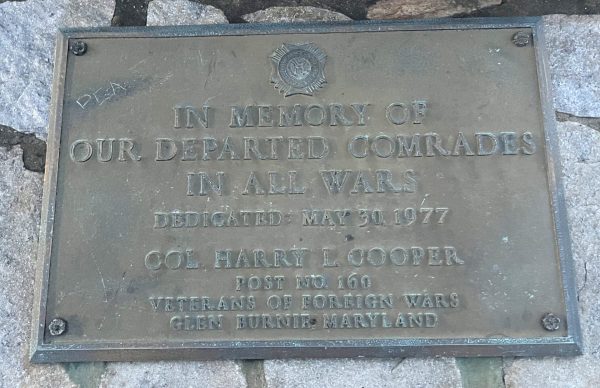 IN MEMORY OF
OUR DEPARTED COMRADES
IN ALL WARS
DEDICATED: MAY 30, 1977
COL. HARRY L. COOPER
POST NO. 160
VETERANS OF FOREIGN WARS
GLEN BURNIE, MARYLAND